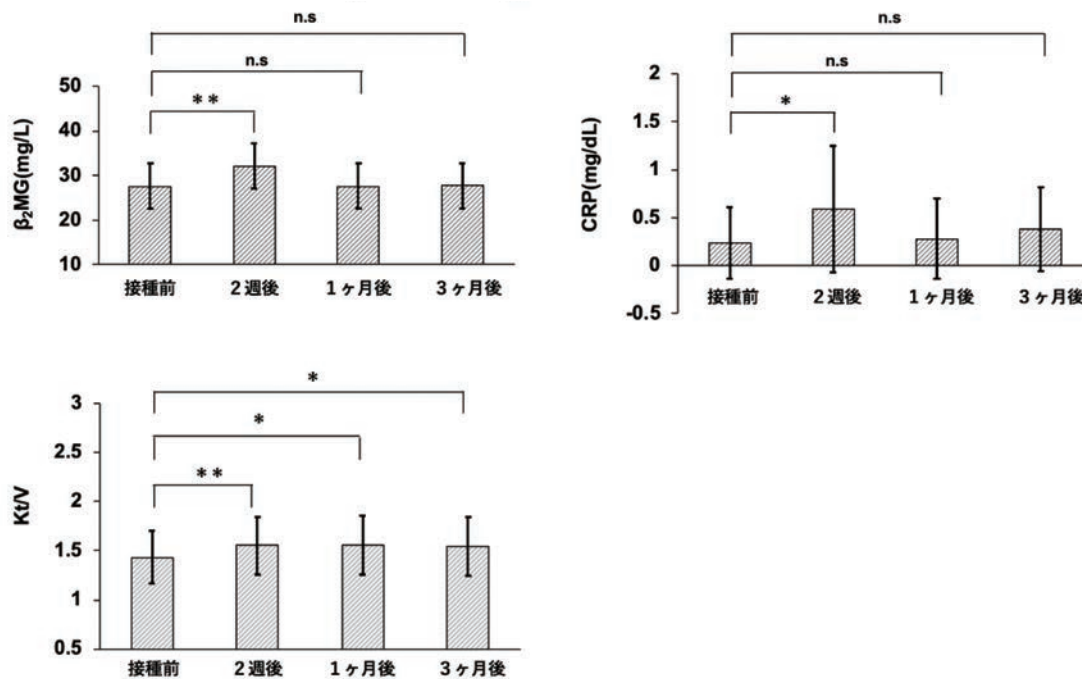 n.s
n.s
**
50
40
30
20
10
β₂MG(mg/L)
接種前
２週後
１ヶ月後
３ヶ月後
n.s
n.s
*
2
1.5
1
0.5
0
-0.5
CRP(mg/dL)
接種前
２週後
１ヶ月後
３ヶ月後
*
*
**
3
2.5
2
1.5
1
0.5
Kt/V
接種前
２週後
１ヶ月後
３ヶ月後